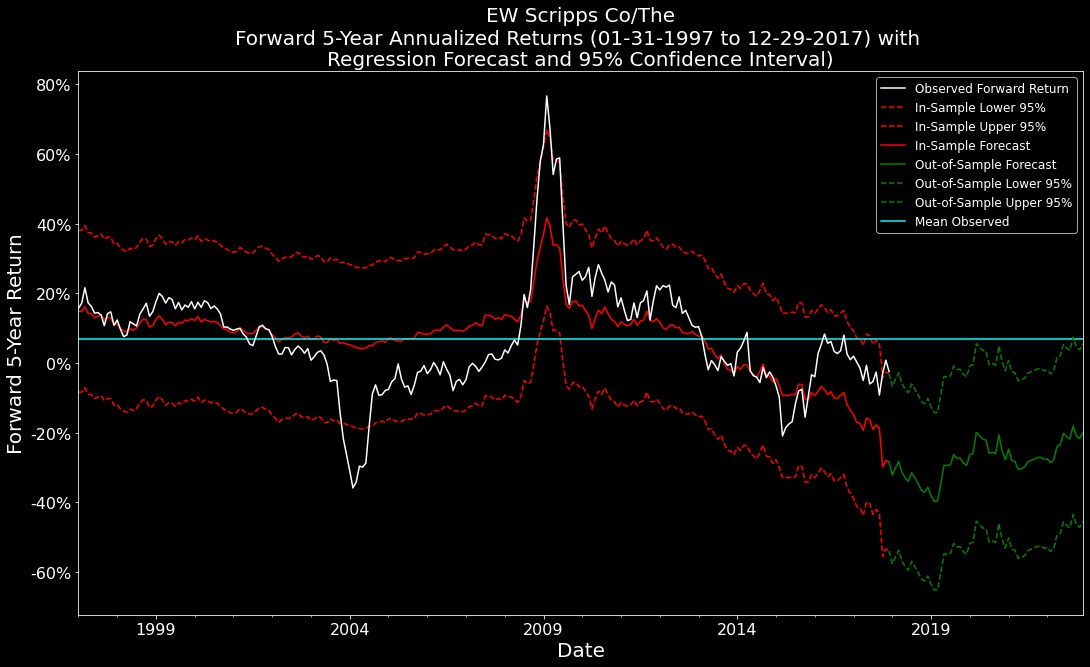 EW Scripps Co/The
Forward 5-Year Annualized Returns (01-31-1997 to 12-29-2017) with
Regression Forecast and 95% Confidence Interval)
80%
60%
40%
20%
0%
-20%
-40%
-60%
Forward 5-Year Return
Observed Forward Return
In-Sample Lower 95%
In-Sample Upper 95%
In-Sample Forecast
Out-of-Sample Forecast
Out-of-Sample Lower 95%
Out-of-Sample Upper 95%
Mean Observed
1999
2004
2009
2014
2019
Date